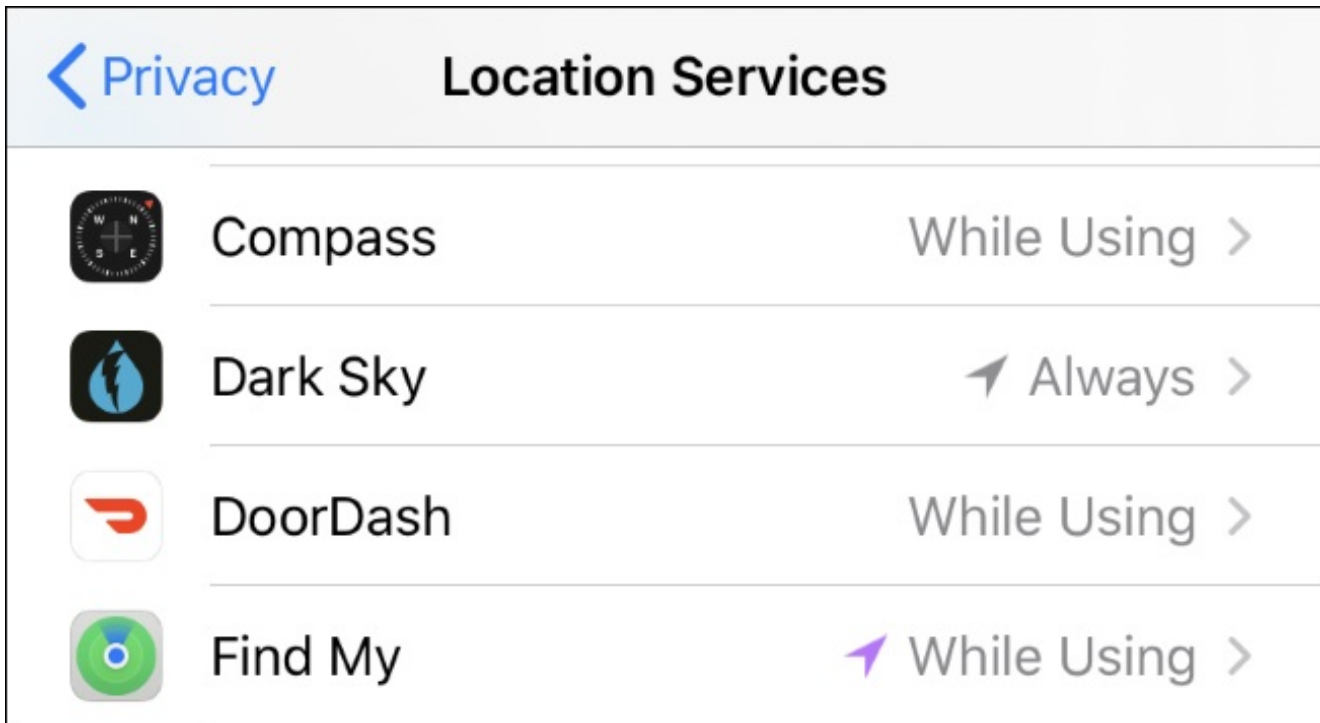 Privacy Location Services
Compass While Using
Dark Sky Always
DoorDash While Using
Find My While Using